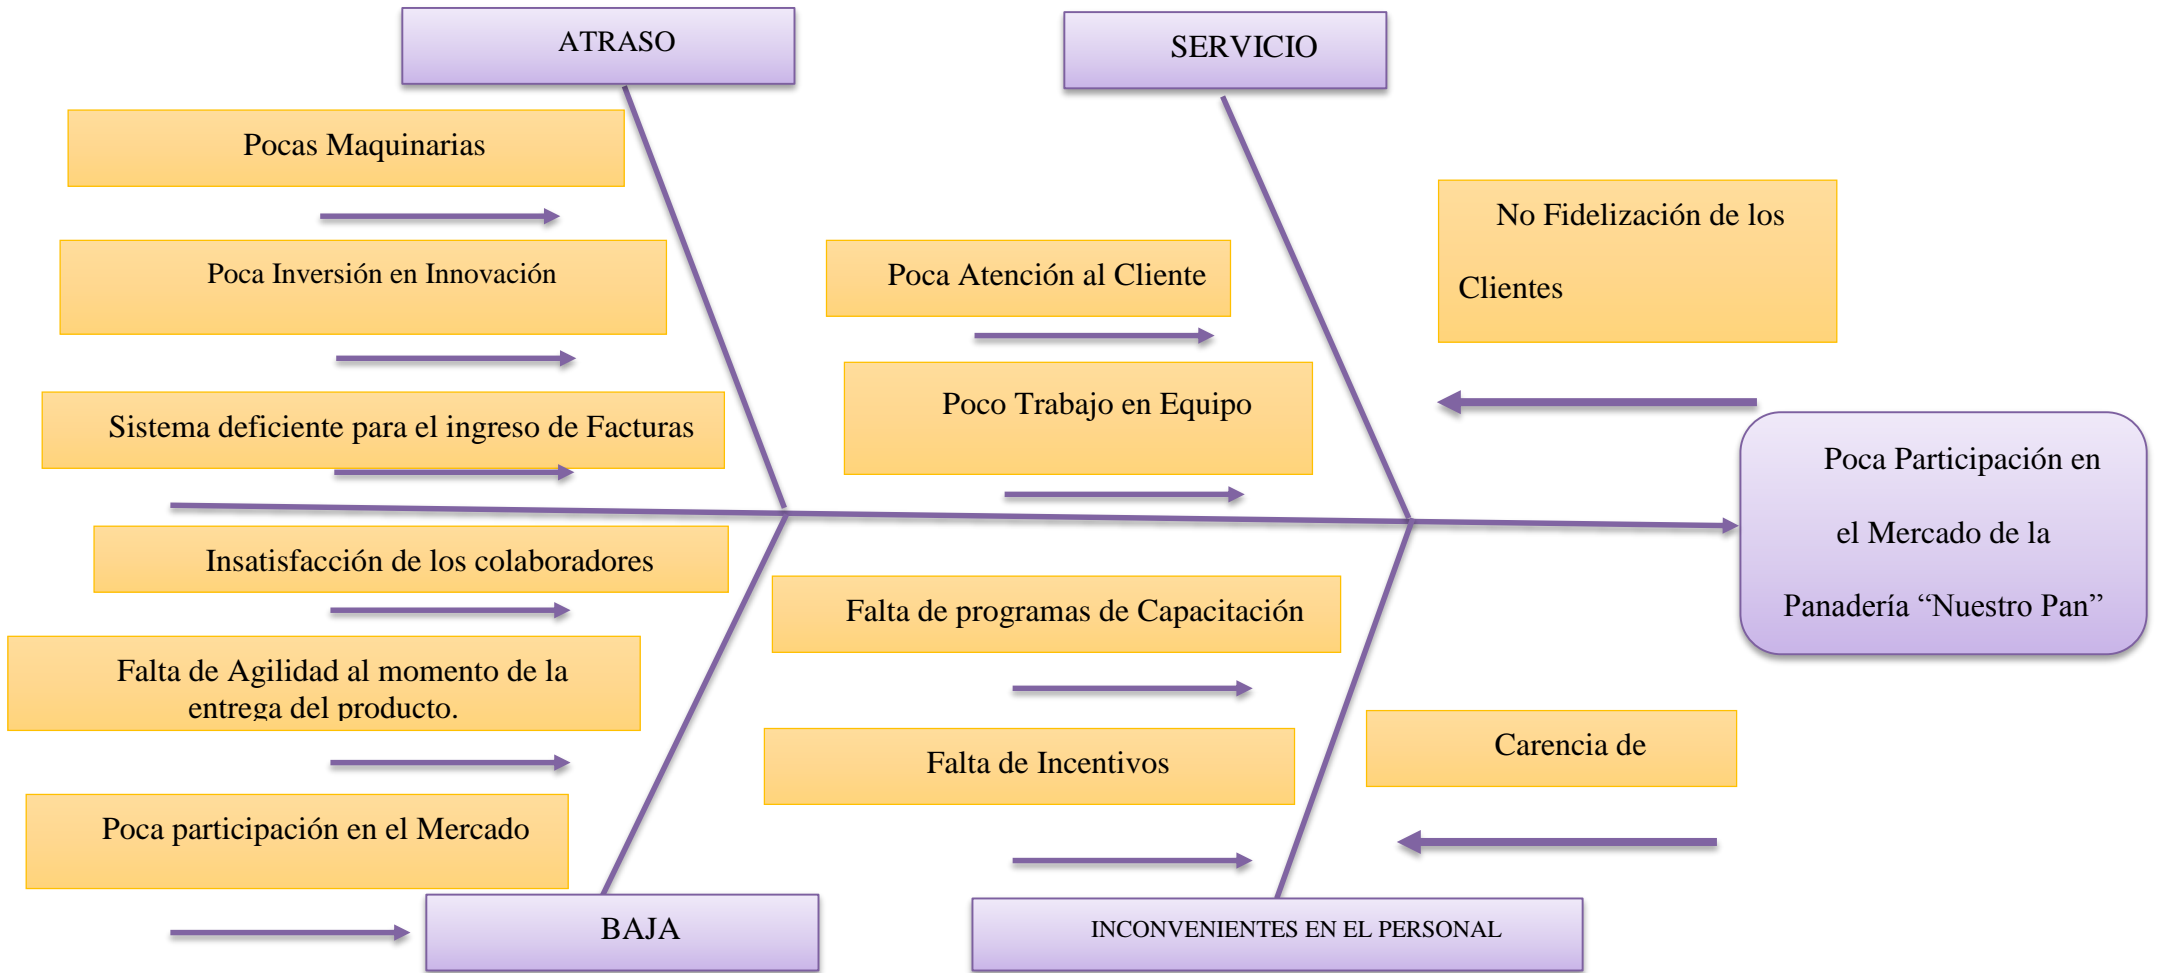 ATRASO
SERVICIO
Pocas Maquinarias
No Fidelización de los
Clientes
Poca Inversión en Innovación
Poca Atención al Cliente
Poco Trabajo en Equipo
Sistema deficiente para el ingreso de Facturas
Poca Participación en
el Mercado de la
Panadería “Nuestro Pan”
Insatisfacción de los colaboradores
Falta de programas de Capacitación
Falta de Agilidad al momento de la
entrega del producto.
Falta de Incentivos
Carencia de
Poca participación en el Mercado
BAJA
INCONVENIENTES EN EL PERSONAL